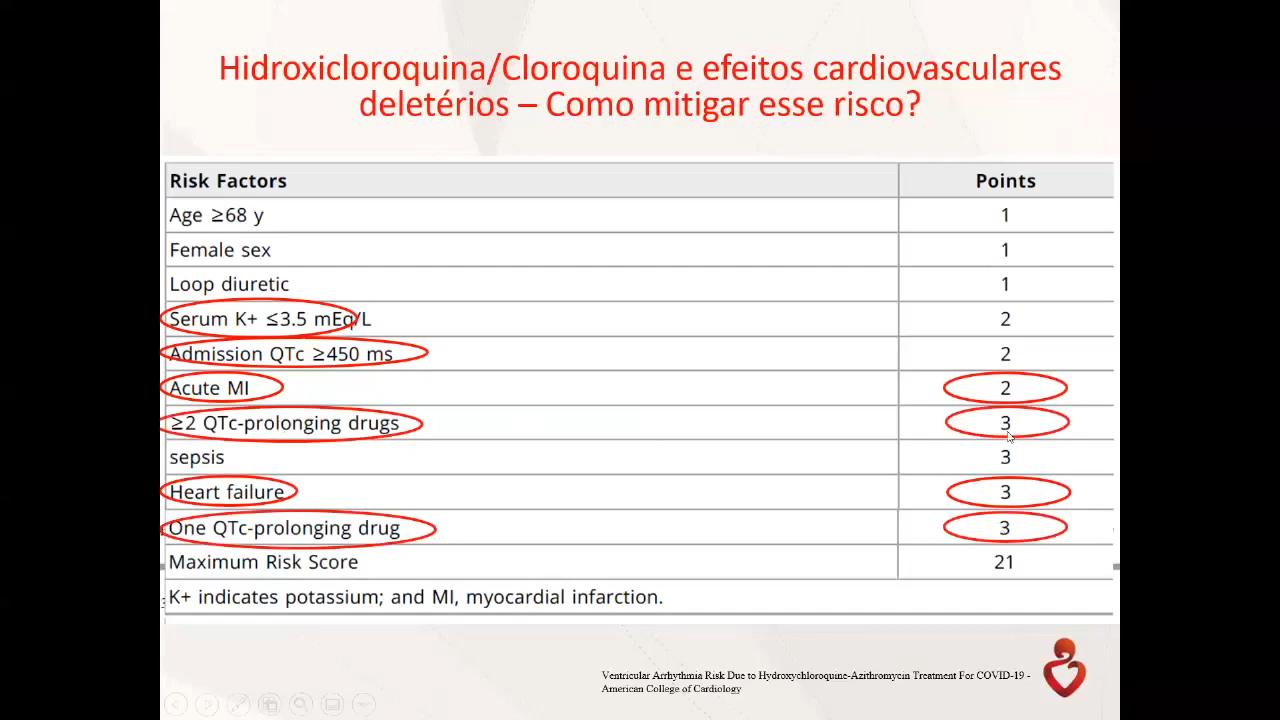 Hidroxicloroquina/Cloroquina e efeitos cardiovasculares
deletérios – Como mitigar esse risco?
Risk Factors Points
Age ≥68 y 1
Female sex 1
Loop diuretic 1
Serum K+ ≤3.5 mEq/L 2
Admission QTc ≥450 ms 2
Acute MI 2
≥2 QTc-prolonging drugs 3
sepsis 3
Heart failure 3
One QTc-prolonging drug 3
Maximum Risk Score 21
K+ indicates potassium; and MI, myocardial infarction.
Ventricular Arrhythmia Risk Due to Hydroxychloroquine-Azithromycin Treatment For COVID-19 -
American College of Cardiology